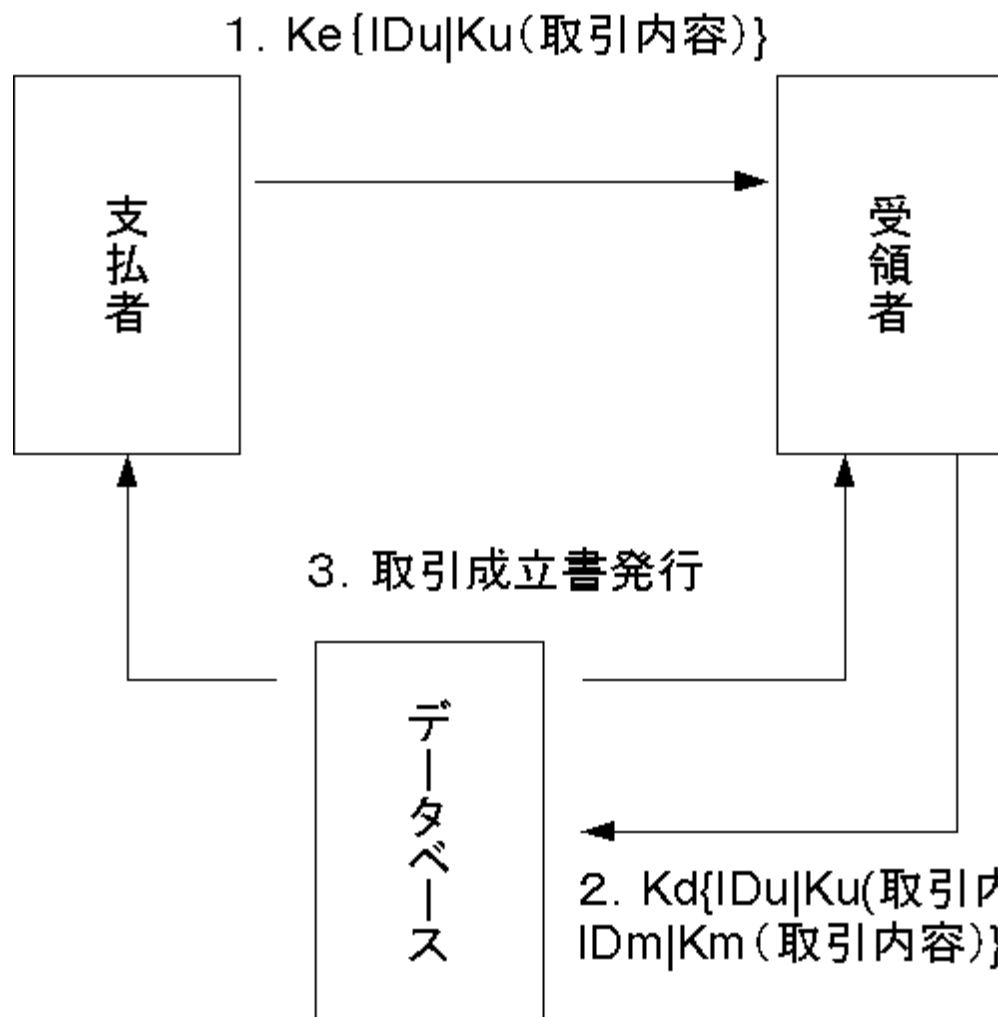 1. Ke{IDu|Ku(取引内容)}
支払者
受領者
3. 取引成立書発行
データベース
2. Kd{IDu|Ku(取引内
IDm|Km(取引内容)}